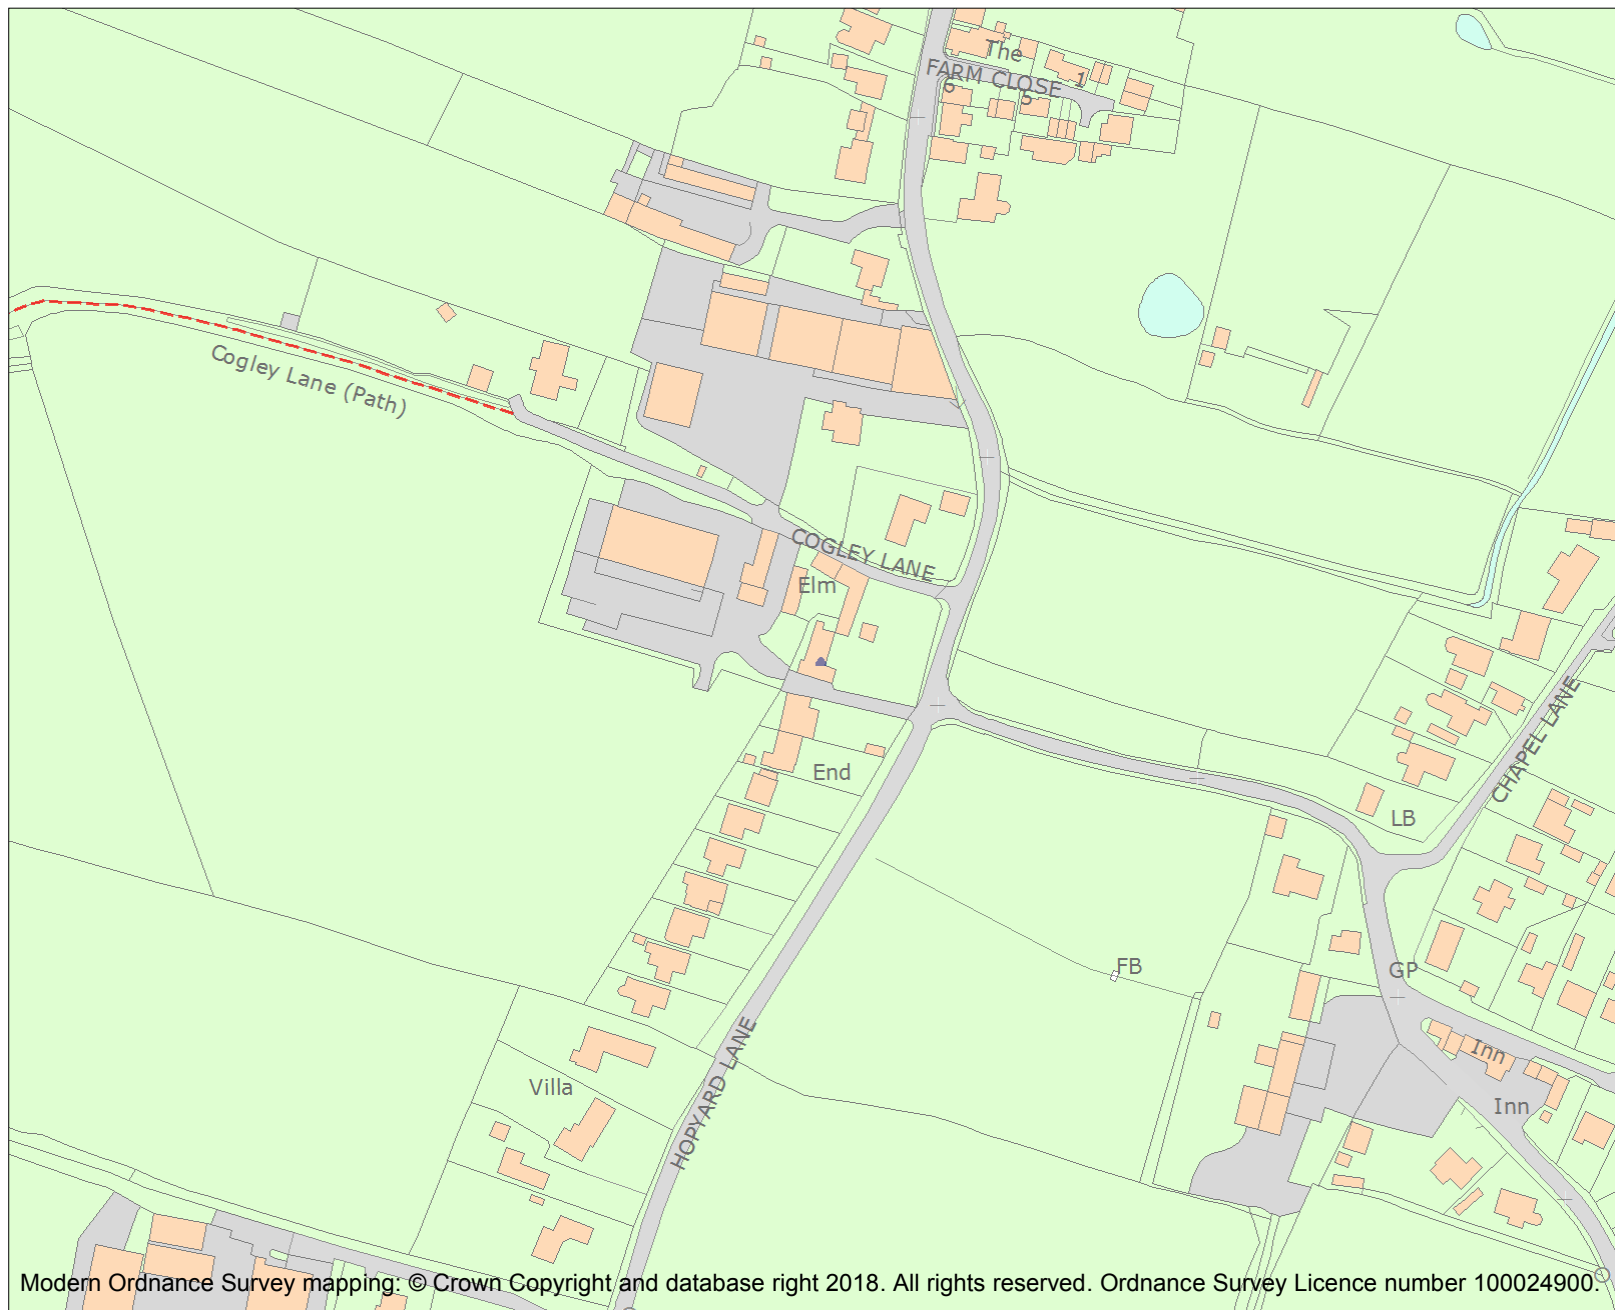 The
FARM CLOSE
1
6
5
Cogley Lane (Path)
COGLEY LANE
Elm
End
CHAPEL LANE
LB
FB
GP
HOPYARD LANE
Inn
Villa
Inn
Modern Ordnance Survey mapping: © Crown Copyright and database right 2018. All rights reserved. Ordnance Survey Licence number 100024900.